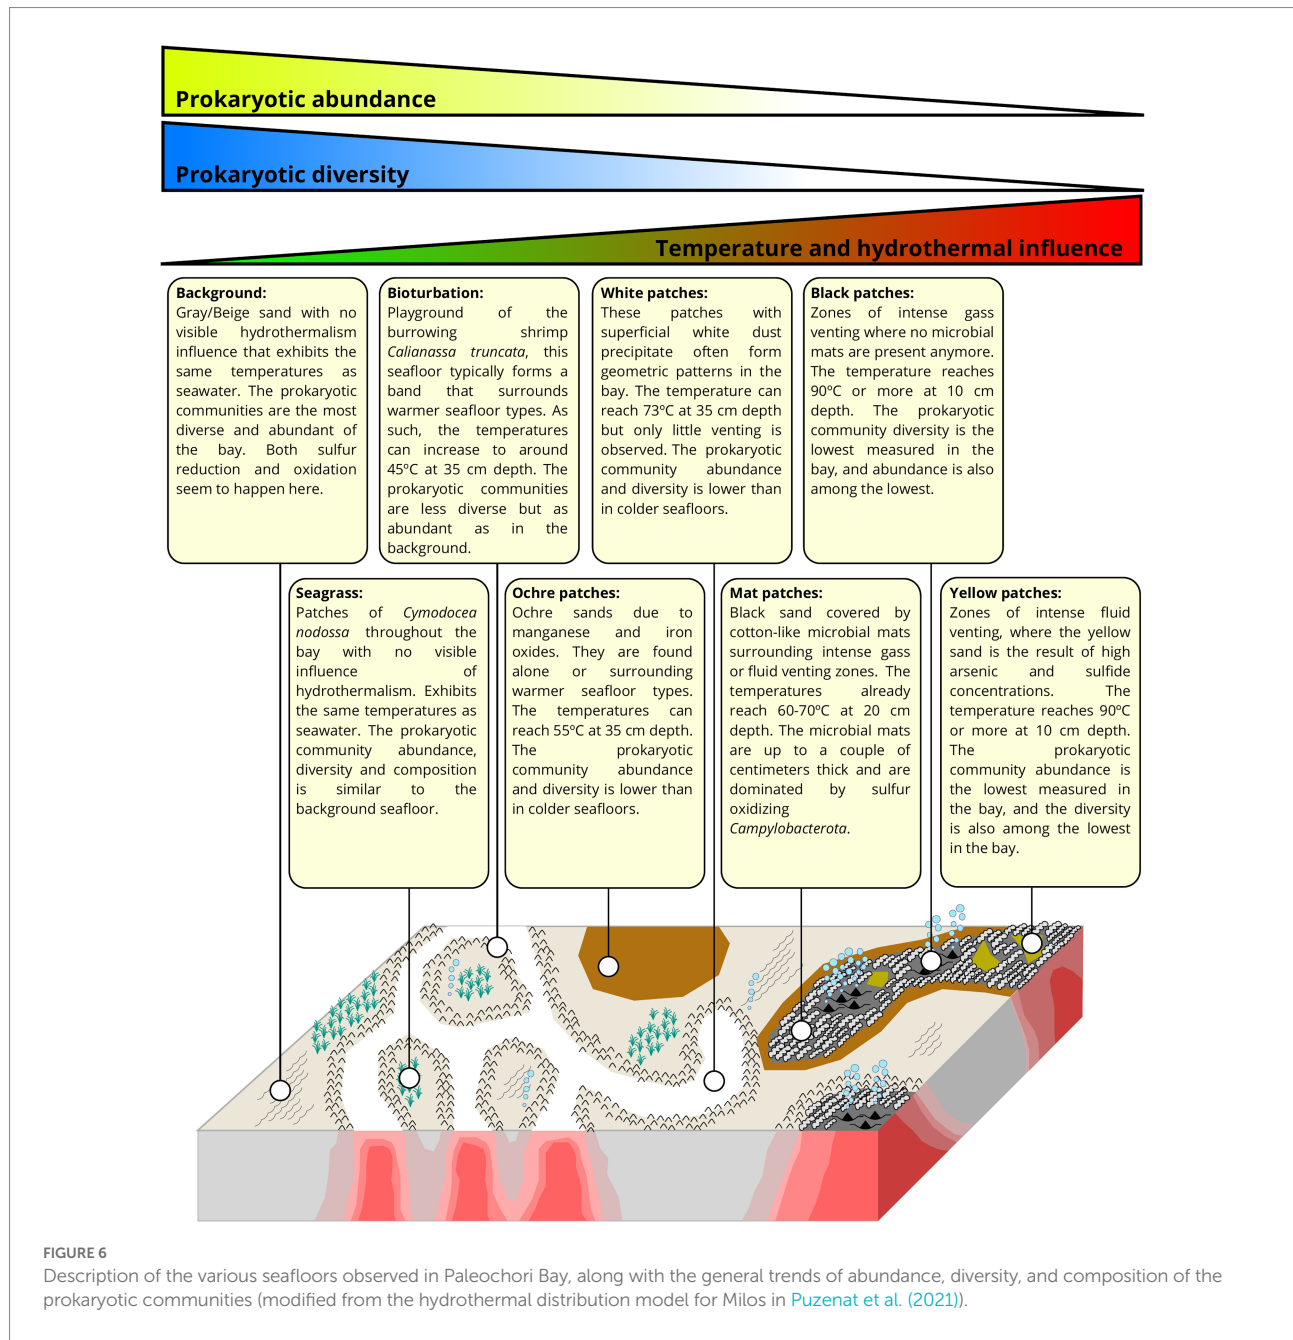 Prokaryotic abundance
Prokaryotic diversity
Temperature and hydrothermal influence
Background:
Gray/Beige sand with no
visible hydrothermalism
influence that exhibits the
same temperatures as
seawater. The prokaryotic
communities are the most
diverse and abundant of
the bay. Both sulfur
reduction and oxidation
seem to happen here.
Bioturbation:
Playground of the
burrowing shrimp
Calianassa truncata, this
seafloor typically forms a
band that surrounds
warmer seafloor types. As
such, the temperatures
can increase to around
45ºC at 35 cm depth. The
prokaryotic communities
are less diverse but as
abundant as in the
background.
White patches:
These patches with
superficial white dust
precipitate often form
geometric patterns in the
bay. The temperature can
reach 73ºC at 35 cm depth
but only little venting is
observed. The prokaryotic
community abundance
and diversity is lower than
in colder seafloors.
Black patches:
Zones of intense gass
venting where no microbial
mats are present anymore.
The temperature reaches
90ºC or more at 10 cm
depth. The prokaryotic
community diversity is the
lowest measured in the
bay, and abundance is also
among the lowest.
Seagrass:
Patches of Cymodocea
nodossa throughout the
bay with no visible
influence of
hydrothermalism. Exhibits
the same temperatures as
seawater. The prokaryotic
community abundance,
diversity and composition
is similar to the
background seafloor.
Ochre patches:
Ochre sands due to
manganese and iron
oxides. They are found
alone or surrounding
warmer seafloor types.
The temperatures can
reach 55ºC at 35 cm depth.
The prokaryotic
community abundance
and diversity is lower than
in colder seafloors.
Mat patches:
Black sand covered by
cotton-like microbial mats
surrounding intense gass
or fluid venting zones. The
temperatures already
reach 60-70ºC at 20 cm
depth. The microbial mats
are up to a couple of
centimeters thick and are
dominated by sulfur
oxidizing
Campylobacterota.
Yellow patches:
Zones of intense fluid
venting, where the yellow
sand is the result of high
arsenic and sulfide
concentrations. The
temperature reaches 90ºC
or more at 10 cm depth.
The prokaryotic
community abundance is
the lowest measured in
the bay, and the diversity
is also among the lowest
in the bay.
FIGURE 6
Description of the various seafloors observed in Paleochori Bay, along with the general trends of abundance, diversity, and composition of the
prokaryotic communities (modified from the hydrothermal distribution model for Milos in Puzenat et al. (2021)).